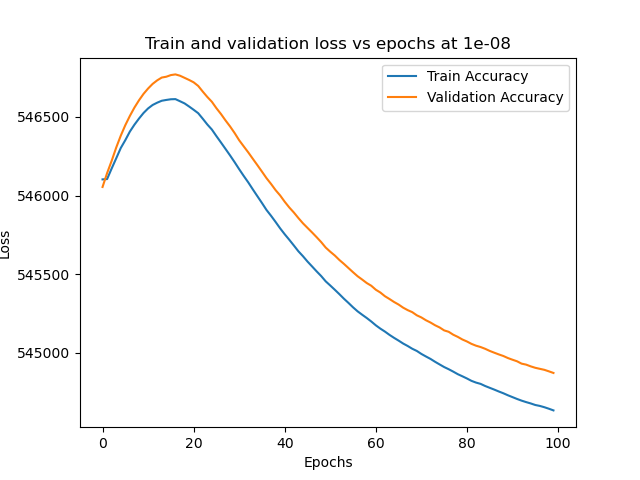 Train and validation loss vs epochs at 1e-08
Train Accuracy
Validation Accuracy
546500
546000
545500
545000
Loss
0
20
40
60
80
100
Epochs